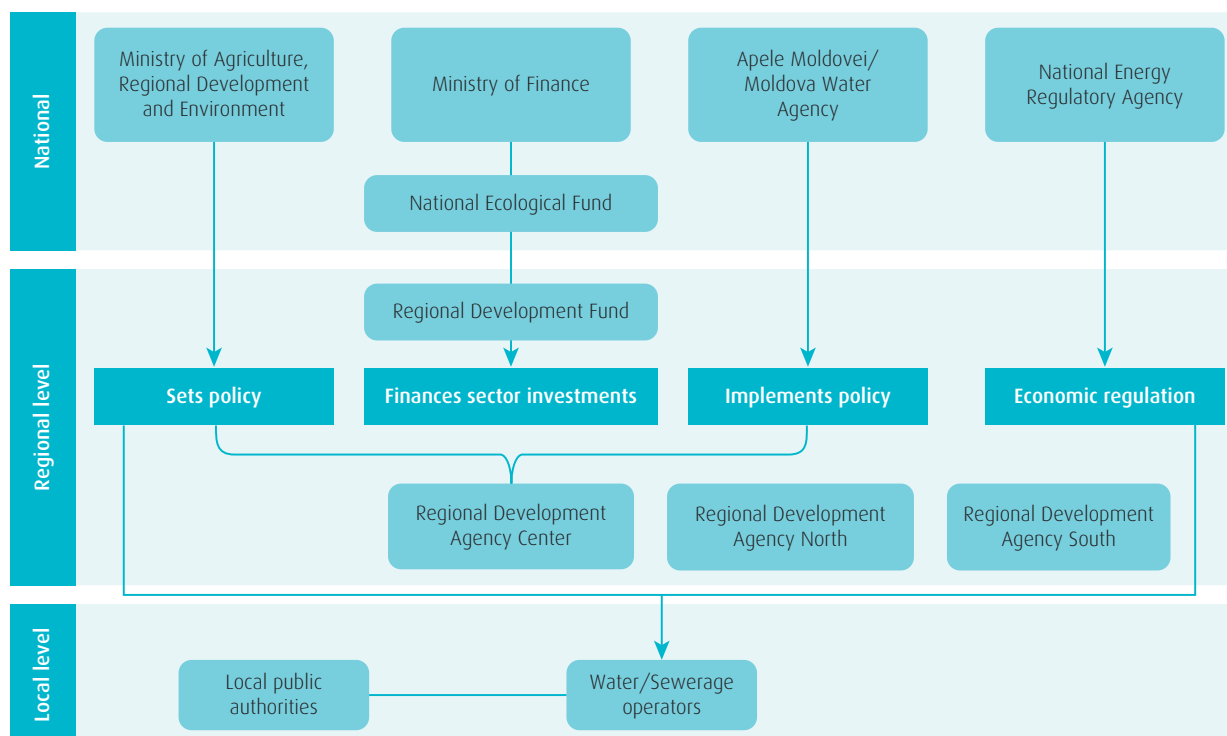 National
Ministry of Agriculture,
Regional Development
and Environment
Ministry of Finance
Apele Moldovei/
Moldova Water
Agency
National Energy
Regulatory Agency
National Ecological Fund
Regional level
Regional Development Fund
Sets policy
Finances sector investments
Implements policy
Economic regulation
Regional Development
Agency Center
Regional Development
Agency North
Regional Development
Agency South
Local level
Local public
authorities
Water/Sewerage
operators